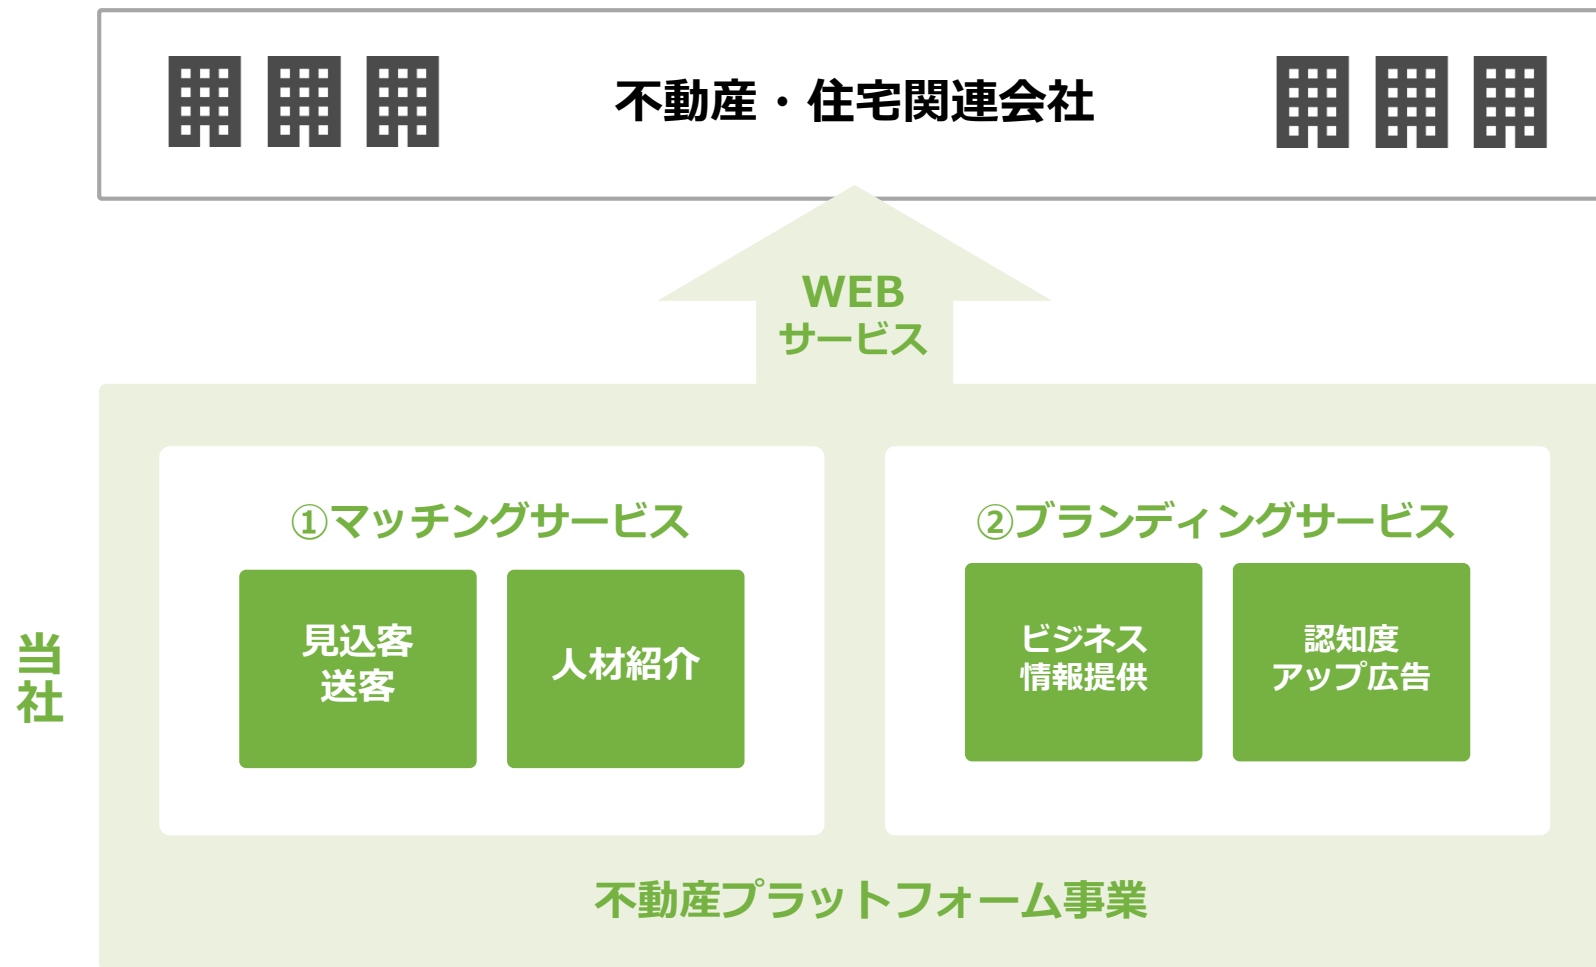 不動産・住宅関連会社
WEB
サービス
①マッチングサービス
見込客
送客
人材紹介
②ブランディングサービス
ビジネス
情報提供
認知度
アップ広告
当社
不動産プラットフォーム事業